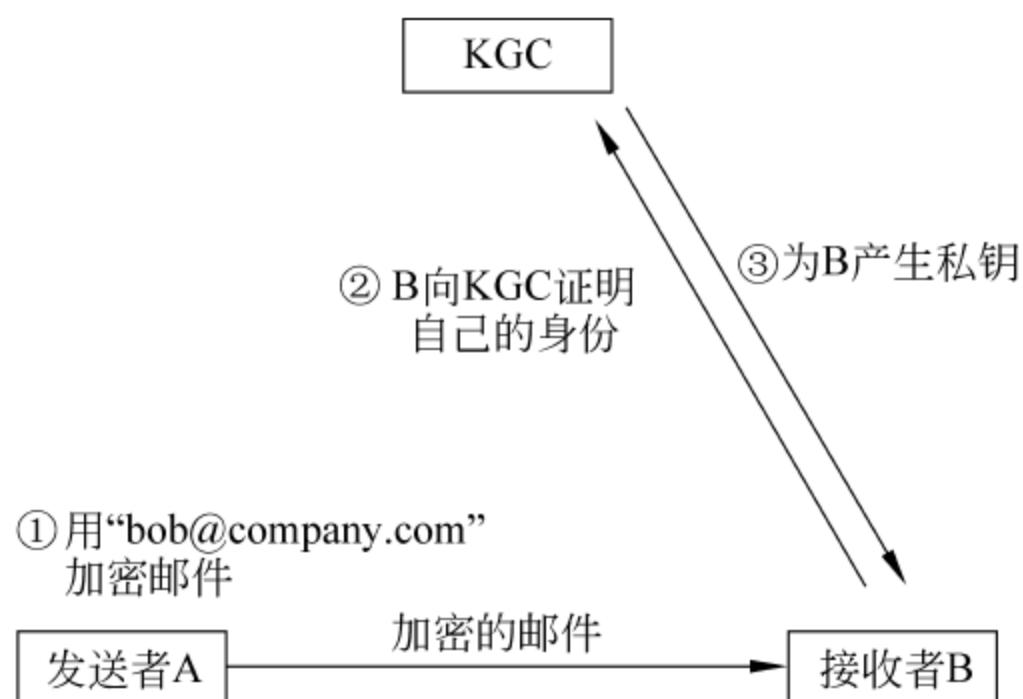 KGC
③为B产生私钥
② B向KGC证明
自己的身份
①用“bob@company.com”
加密邮件
加密的邮件
发送者A
接收者B